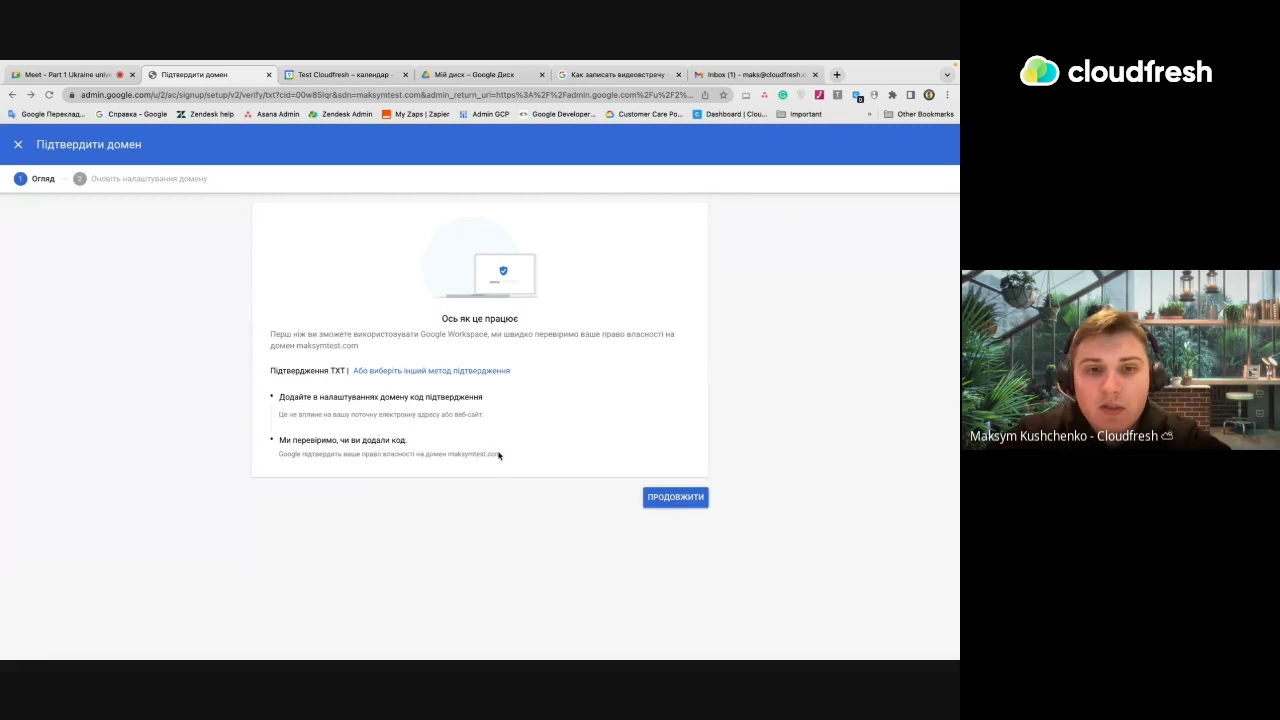 Meet - Part 1 Ukraine univ
Підтвердити домен
Test Cloudfresh – календар -
Мій диск – Google Диск
Как записать видеовстречу -
Inbox (1) - maks@cloudfresh.c
admin.google.com/u/2/ac/signup/setup/v2/verify/txt?cid=00w85lqr&sdn=maksymtest.com&admin_return_url=https%3A%2F%2Fadmin.google.com%2Fu%2F2%...
Google Переклад...
Справка - Google
Zendesk help
Asana Admin
Zendesk Admin
My Zaps | Zapier
Admin GCP
Google Developer...
Customer Care Po...
Dashboard | Clou...
Important
»
Other Bookmarks
Підтвердити домен
1 Огляд
2 Оновіть налаштування домену
Ось як це працює
Перш ніж ви зможете використовувати Google Workspace, ми швидко перевіримо ваше право власності на
домен maksymtest.com
Підтвердження TXT | Або виберіть інший метод підтвердження
Додайте в налаштуваннях домену код підтвердження
Це не вплине на вашу поточну електронну адресу або веб-сайт.
Ми перевіримо, чи ви додали код.
Google підтвердить ваше право власності на домен maksymtest.com
ПРОДОВЖИТИ
cloudfresh
Maksym Kushchenko - Cloudfresh